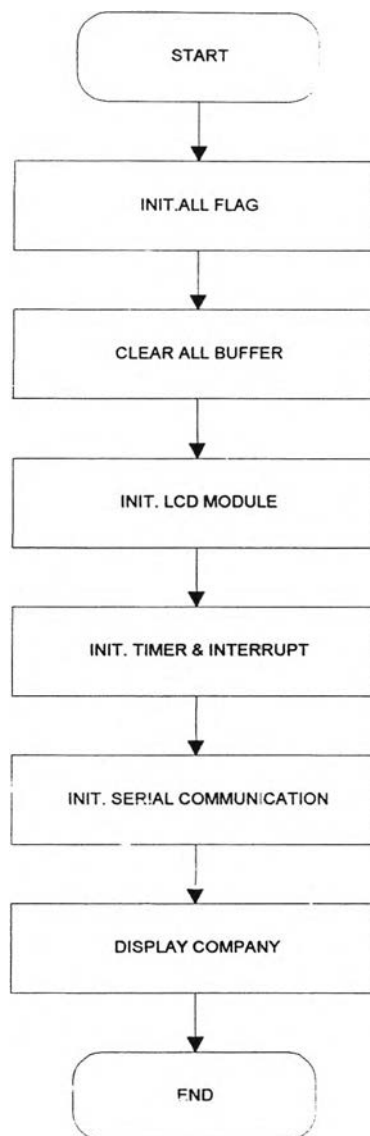 START
INIT.ALL FLAG
CLEAR ALL BUFFER
INIT. LCD MODULE
INIT. TIMER & INTERRUPT
INIT. SERIAL COMMUNICATION
DISPLAY COMPANY
END